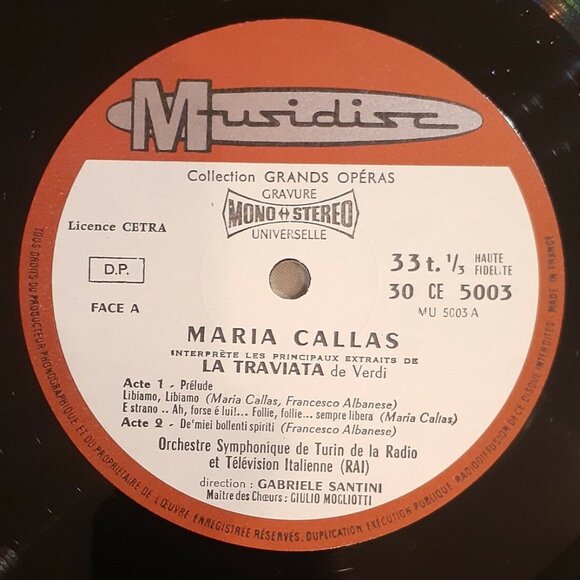 Musidisc
Collection GRANDS OPÉRAS
GRAVURE
MONO ↔ STEREO
UNIVERSELLE
Licence CETRA
D.P.
FACE A
33 t. 1/3 HAUTE FIDELITE
30 CE 5003
MU 5003 A
MARIA CALLAS
INTERPRÈTE LES PRINCIPAUX EXTRAITS DE
LA TRAVIATA de Verdi
Acte 1 - Prélude
Libiamo, Libiamo (Maria Callas, Francesco Albanese)
E strano .. Ah, forse é lui!... Follie, follie... sempre libera (Maria Callas)
Acte 2 - De'miei bollenti spiriti (Francesco Albanese)
Orchestre Symphonique de Turin de la Radio
et Télévision Italienne (RAI)
direction : GABRIELE SANTINI
Maitre des Chœurs : GIULIO MOGLIOTTI
TOUS DROITS DU PRODUCTEUR PHONOGRAPHIQUE ET DU PROPRIETAIRE DE L'ŒUVRE ENREGISTRÉE RÉSERVÉS. DUPLICATION EXÉCUTION PUBLIQUE RADIODIFFUSION DE CE DISQUE INTERDITES - MADE IN FRANCE